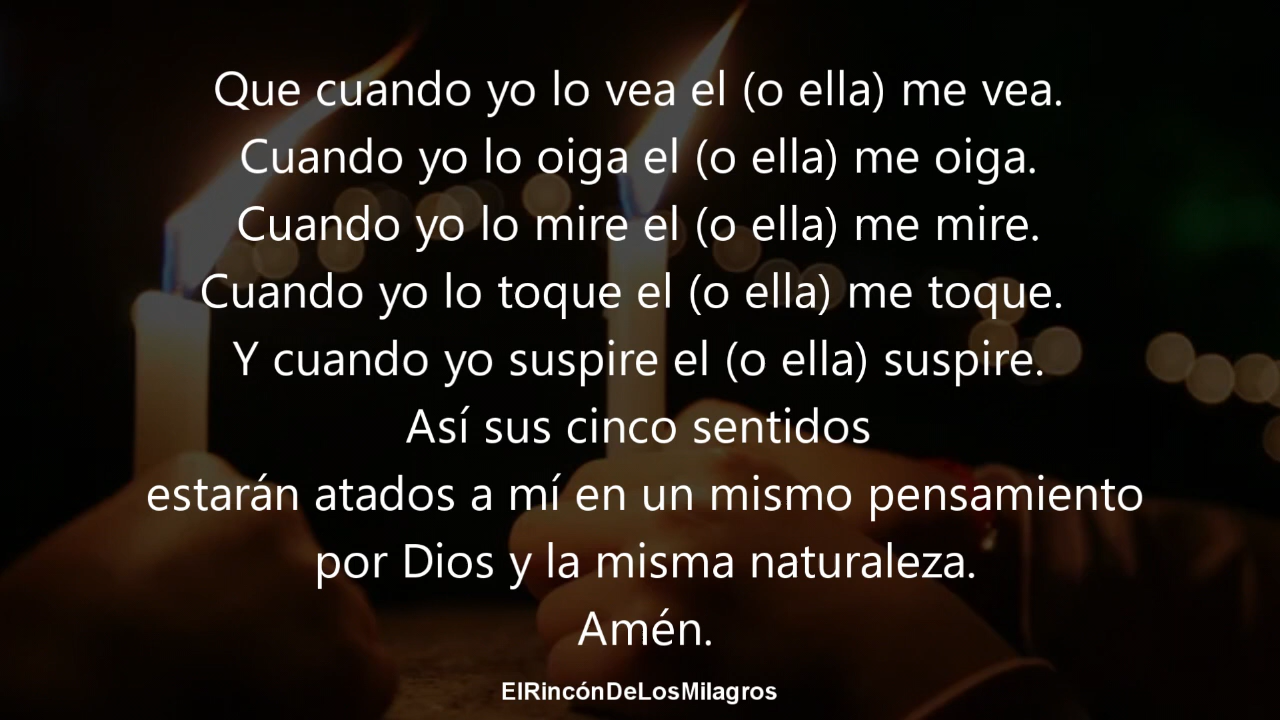 Que cuando yo lo vea el (o ella) me vea.
Cuando yo lo oiga el (o ella) me oiga.
Cuando yo lo mire el (o ella) me mire.
Cuando yo lo toque el (o ella) me toque.
Y cuando yo suspire el (o ella) suspire.
Así sus cinco sentidos
estarán atados a mí en un mismo pensamiento
por Dios y la misma naturaleza.
Amén.
ElRincónDeLosMilagros